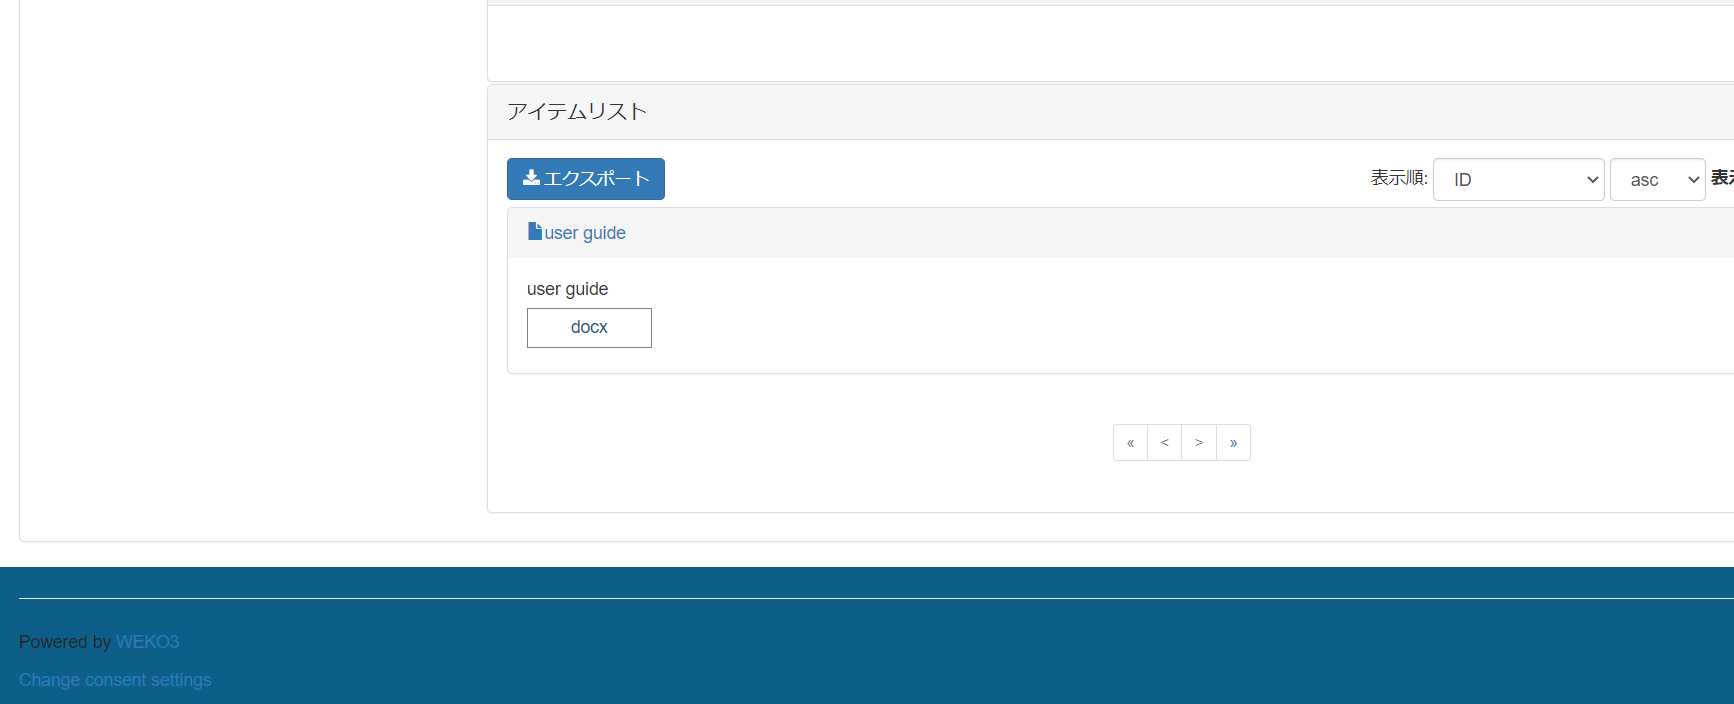 アイテムリスト
エクスポート
表示順: ID asc
user guide
user guide
docx
« < > »
Powered by WEKO3
Change consent settings